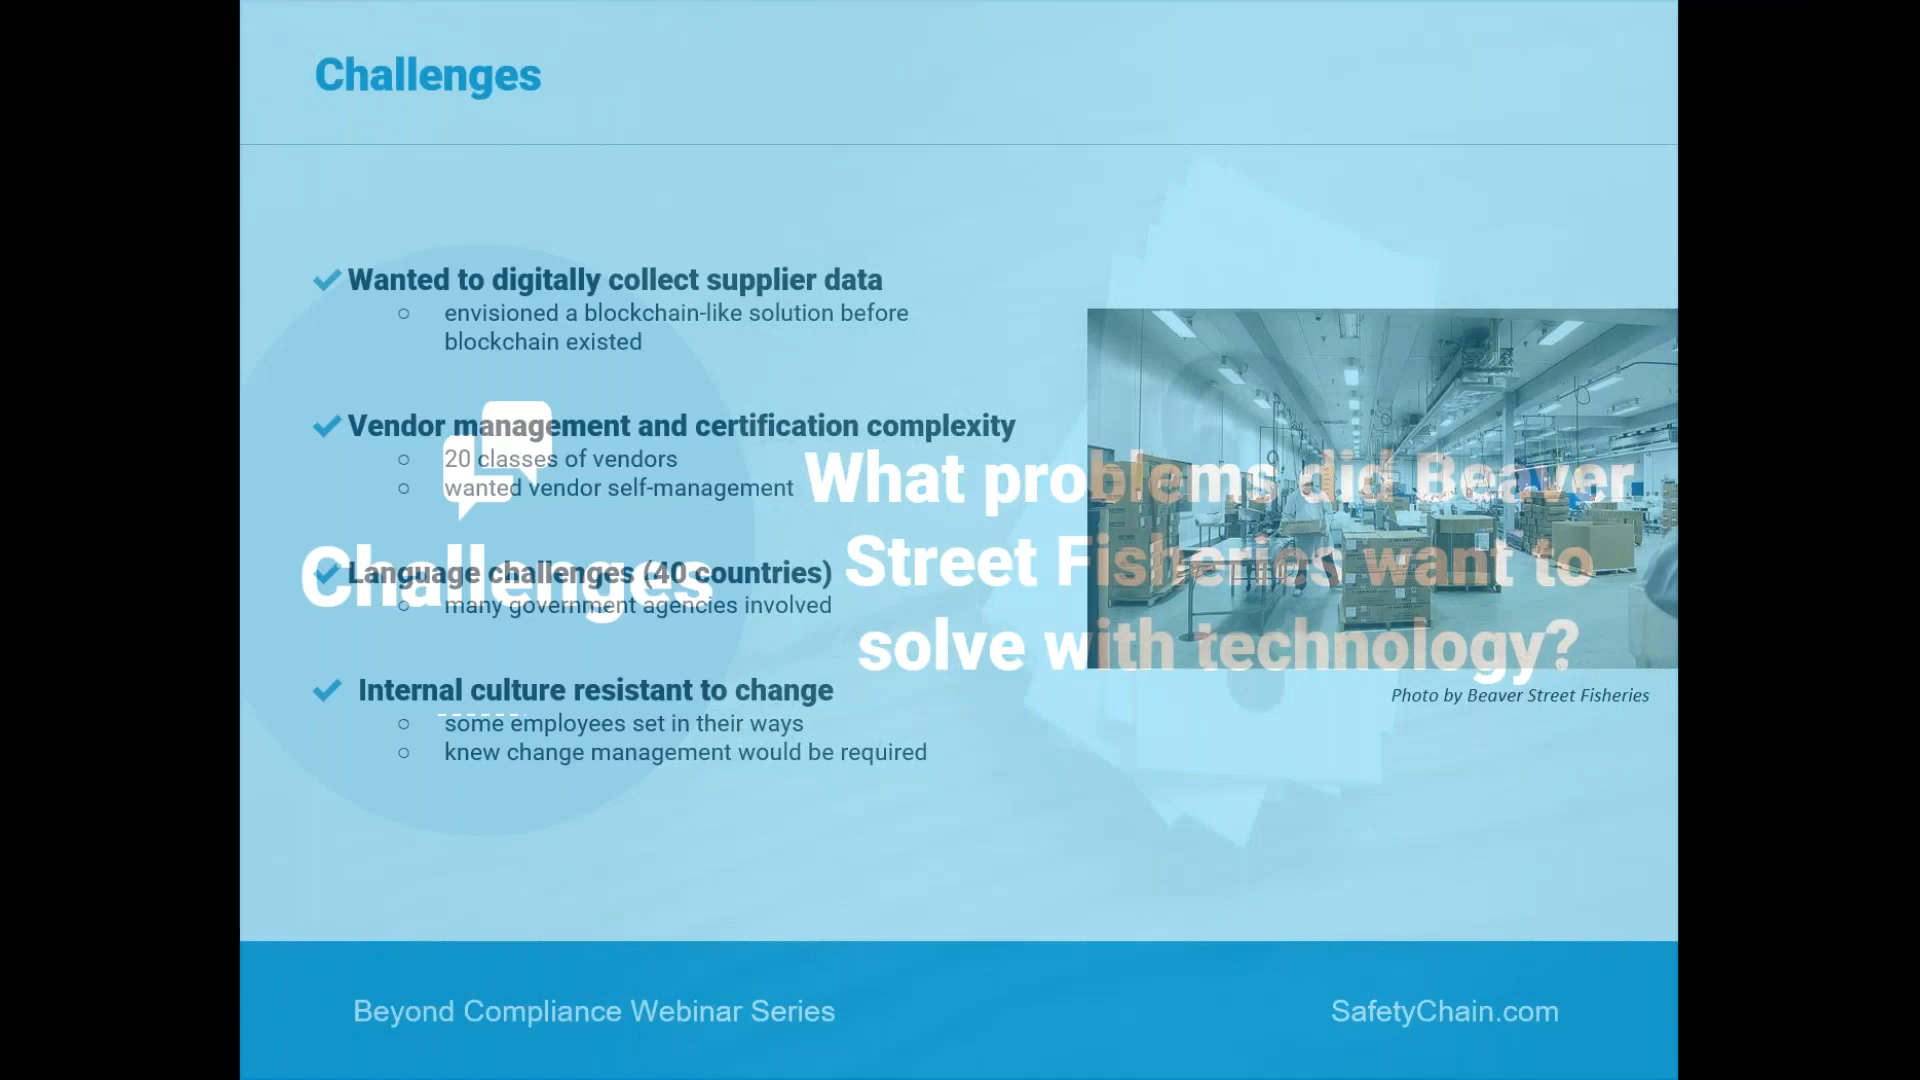 Challenges
Wanted to digitally collect supplier data
envisioned a blockchain-like solution before
blockchain existed
Vendor management and certification complexity
20 classes of vendors
wanted vendor self-management
Language challenges (40 countries)
many government agencies involved
Internal culture resistant to change
some employees set in their ways
knew change management would be required
Challenges
What problems did Beaver
Street Fisheries want to
solve with technology?
Photo by Beaver Street Fisheries
Beyond Compliance Webinar Series
SafetyChain.com